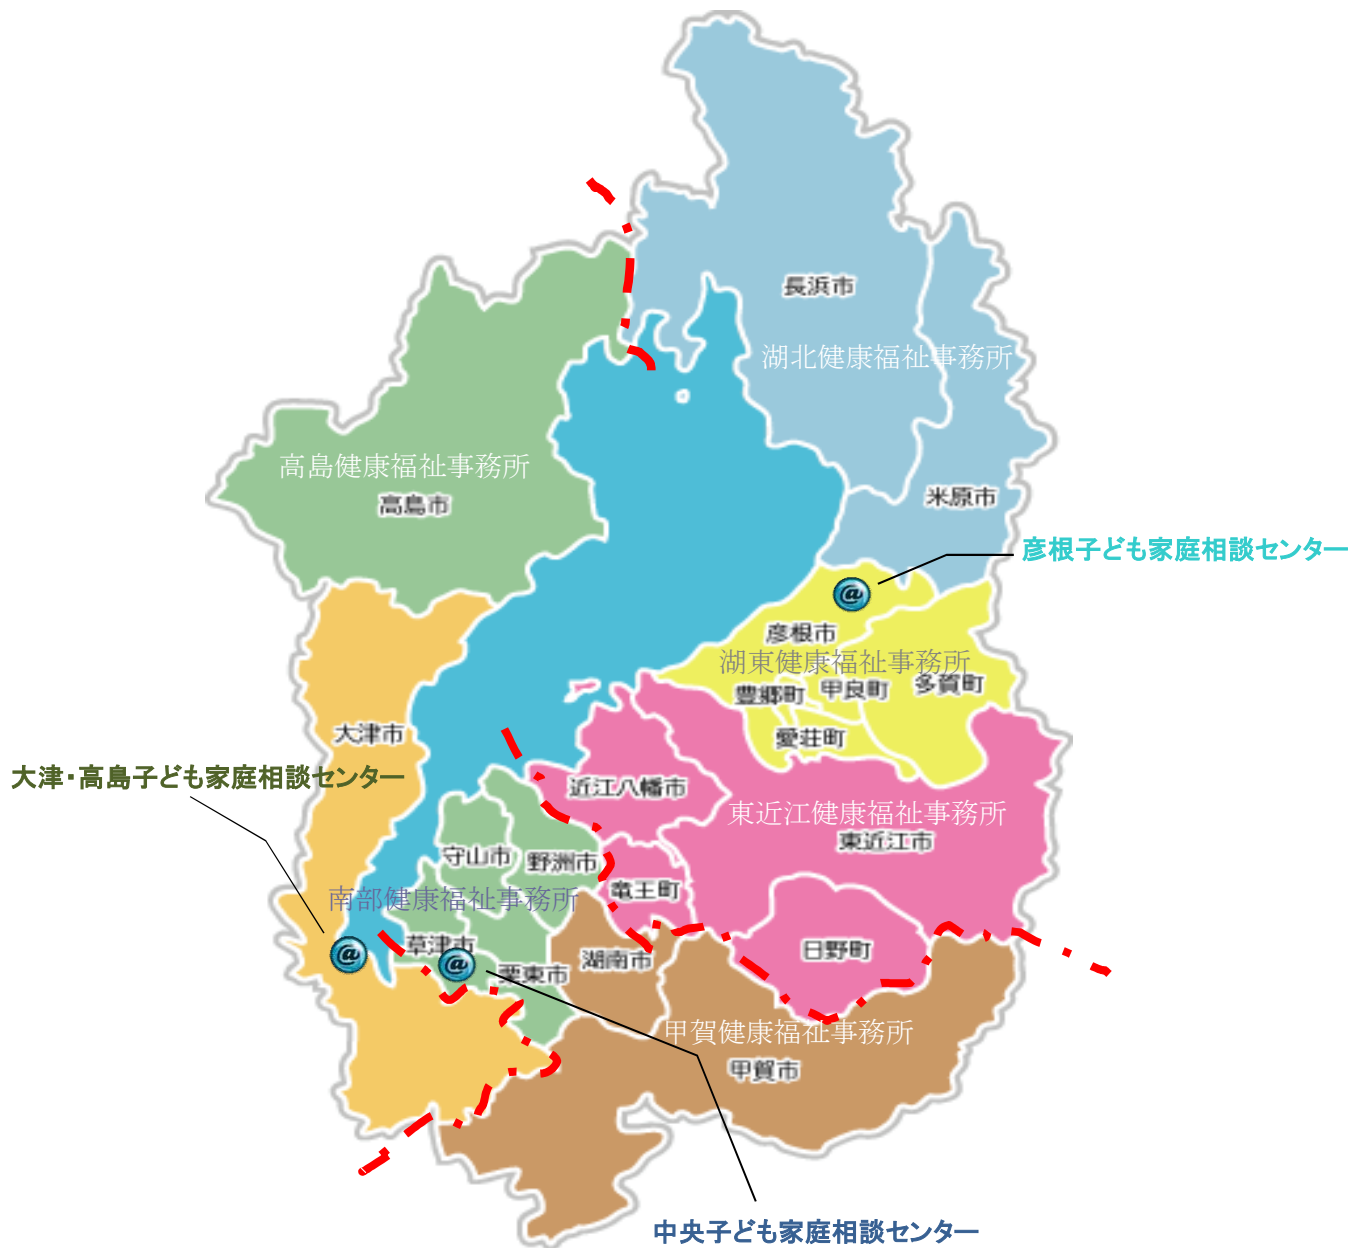 長浜市
湖北健康福祉事務所
高島健康福祉事務所
高島市
米原市
彦根子ども家庭相談センター
@
彦根市
湖東健康福祉事務所
豊郷町
甲良町
多賀町
大津市
愛荘町
大津・高島子ども家庭相談センター
近江八幡市
東近江健康福祉事務所
東近江市
守山市
野洲市
竜王町
南部健康福祉事務所
草津市
@
@
栗東市
湖南市
日野町
甲賀健康福祉事務所
甲賀市
中央子ども家庭相談センター